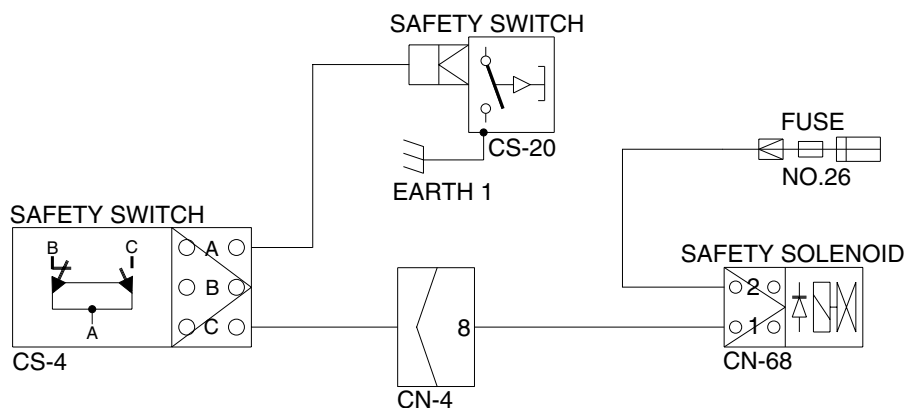 SAFETY SWITCH
CS-20
EARTH 1
FUSE
NO.26
SAFETY SWITCH
B C
A
A
B
C
CS-4
8
CN-4
SAFETY SOLENOID
2
1
CN-68